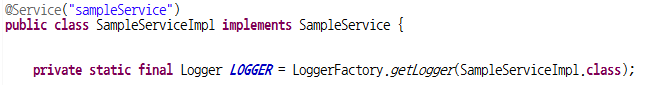 @Service("sampleService")
public class SampleServiceImpl implements SampleService {
private static final Logger LOGGER = LoggerFactory.getLogger(SampleServiceImpl.class);